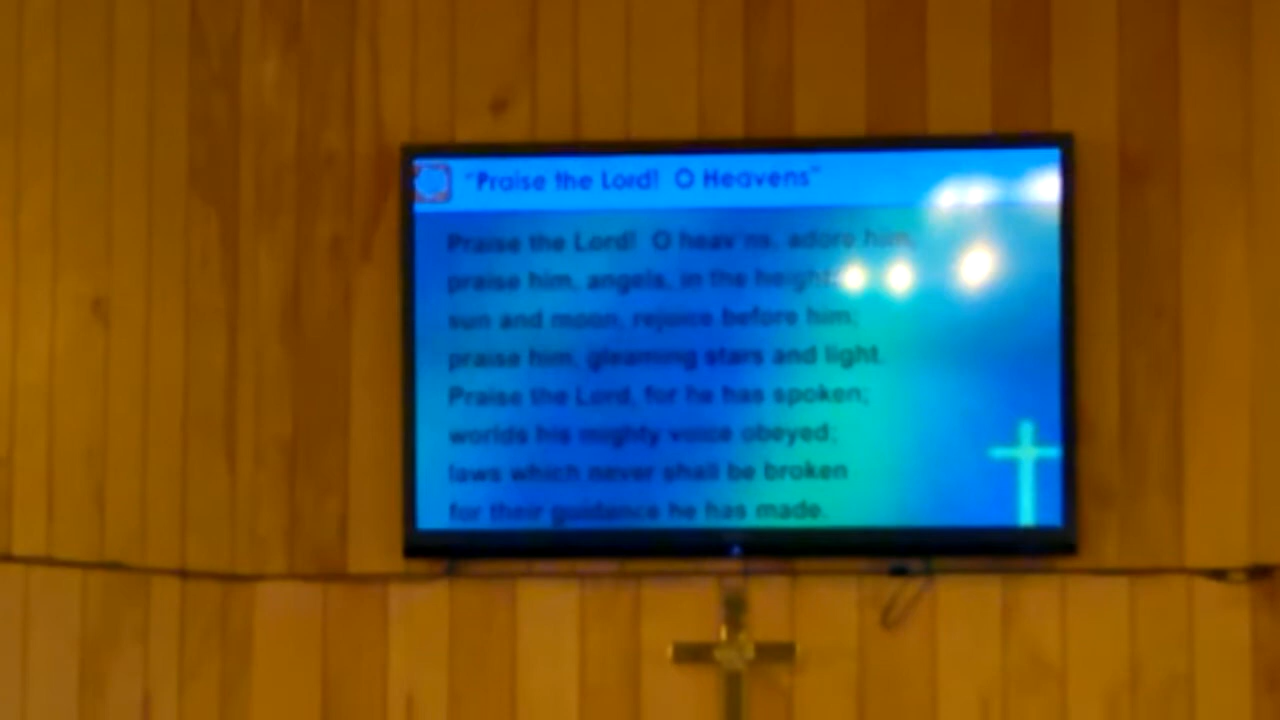 "Praise the Lord! O Heavens"
Praise the Lord! O heav'ns, adore him,
praise him, angels, in the height;
sun and moon, rejoice before him;
praise him, gleaming stars and light.
Praise the Lord, for he has spoken;
worlds his mighty voice obeyed;
laws which never shall be broken
for their guidance he has made.